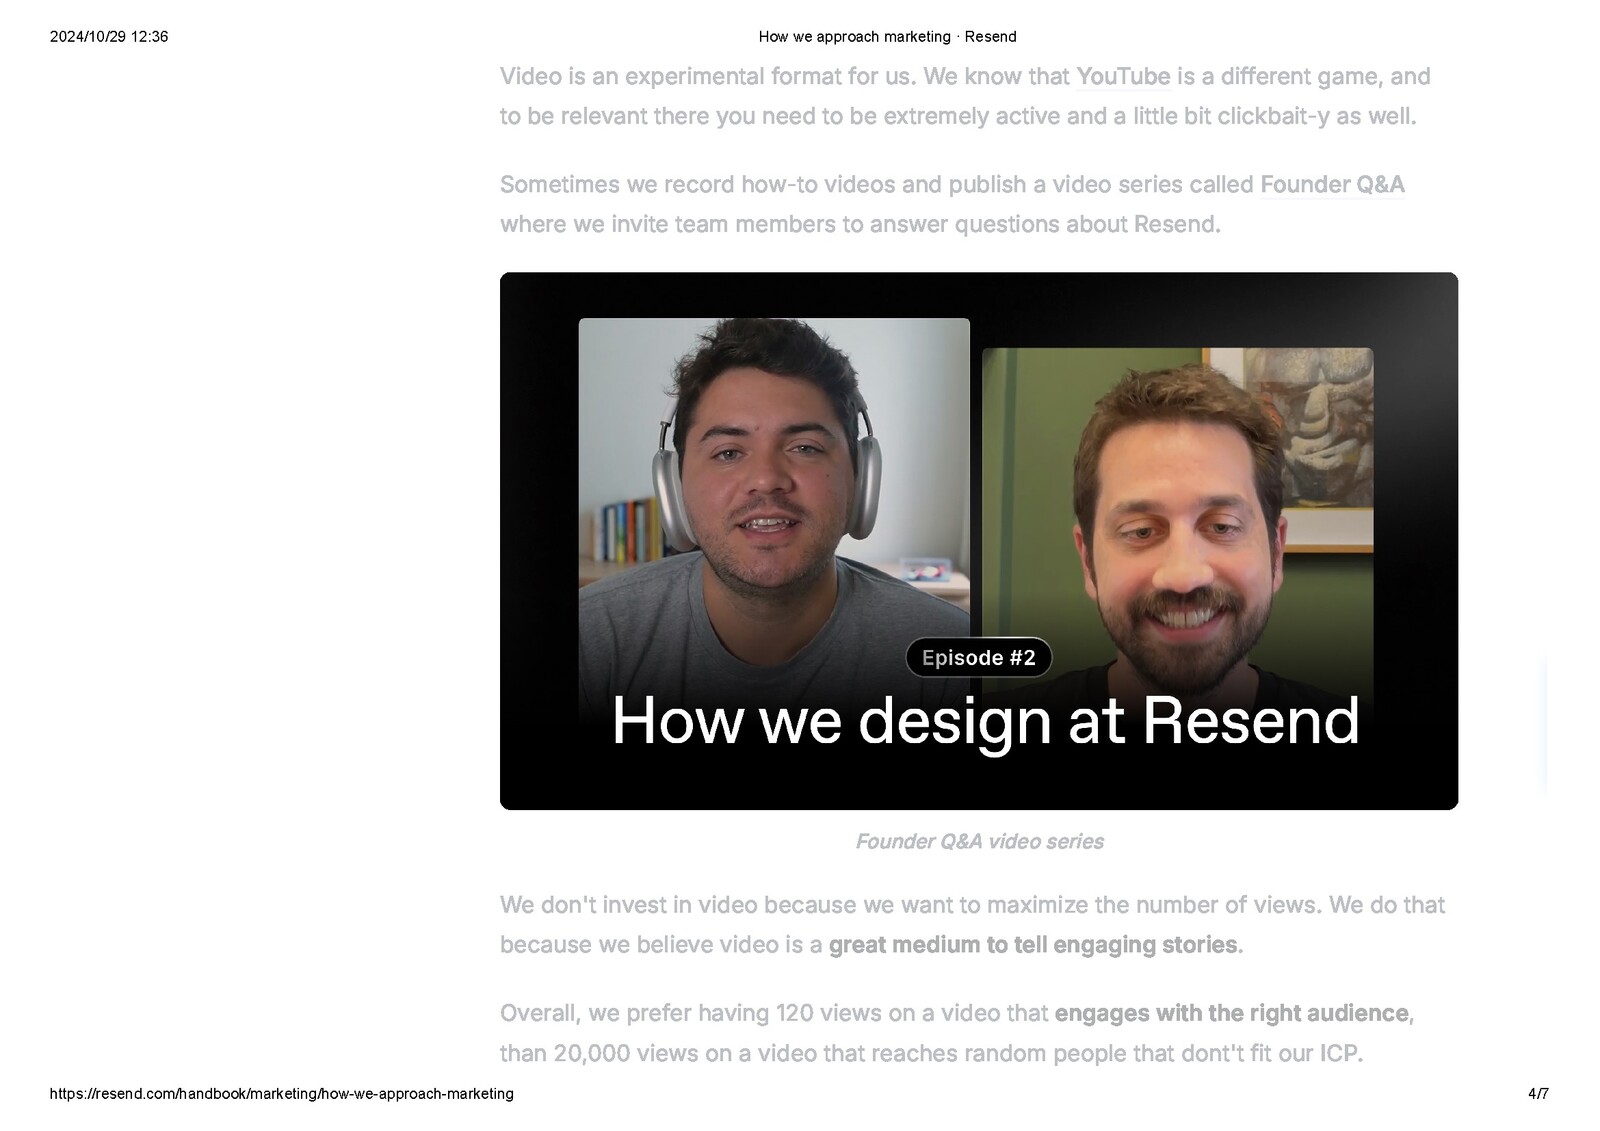 2024/10/29 12:36
How we approach marketing · Resend
Video is an experimental format for us. We know that YouTube is a different game, and
to be relevant there you need to be extremely active and a little bit clickbait-y as well.
Sometimes we record how-to videos and publish a video series called Founder Q&A
where we invite team members to answer questions about Resend.
Episode #2
How we design at Resend
Founder Q&A video series
We don't invest in video because we want to maximize the number of views. We do that
because we believe video is a great medium to tell engaging stories.
Overall, we prefer having 120 views on a video that engages with the right audience,
than 20,000 views on a video that reaches random people that dont't fit our ICP.
https://resend.com/handbook/marketing/how-we-approach-marketing
4/7